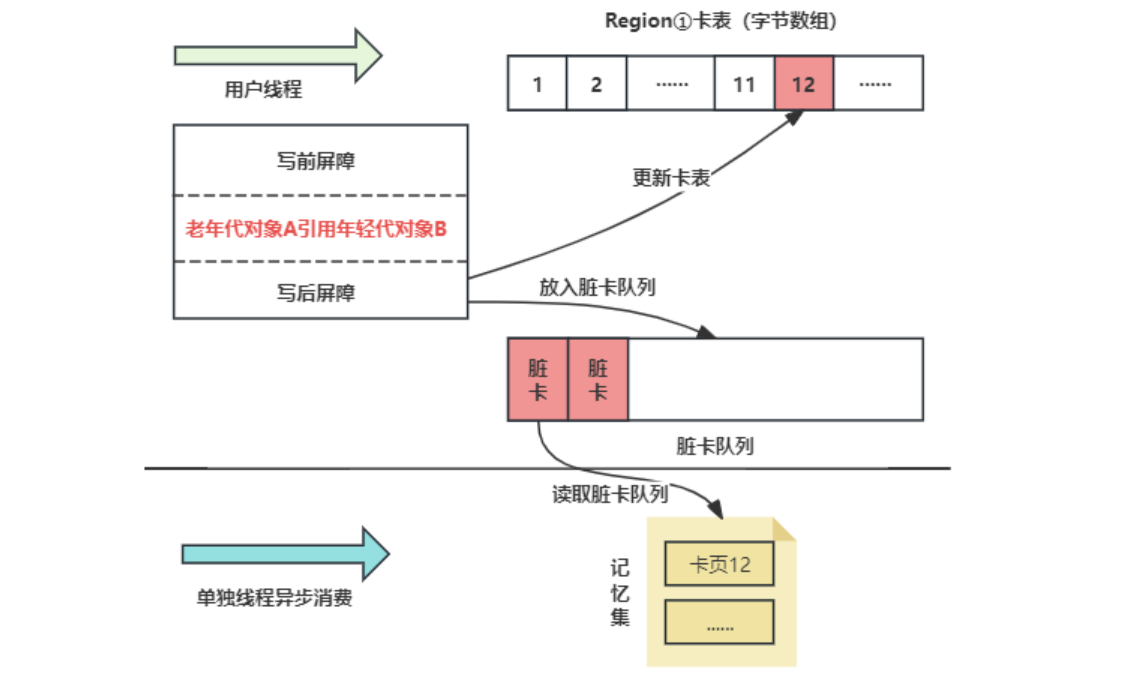 Region①卡表（字节数组）
用户线程
1 2 ······ 11 12 ······
写前屏障
更新卡表
老年代对象A引用年轻代对象B
写后屏障
放入脏卡队列
脏卡 脏卡
脏卡队列
读取脏卡队列
单独线程异步消费
记忆集
卡页12
······